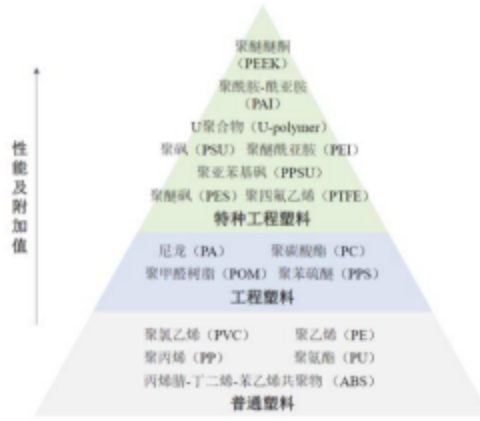 聚醚醚酮
（PEEK）
聚酰胺-酰亚胺
（PAI）
U聚合物（U-polymer）
聚砜（PSU） 聚醚酰亚胺（PEI）
聚亚苯基砜（PPSU）
聚醚砜（PES）聚四氟乙烯（PTFE）
特种工程塑料
尼龙（PA） 聚碳酸酯（PC）
聚甲醛树脂（POM） 聚苯硫醚（PPS）
工程塑料
聚氯乙烯（PVC） 聚乙烯（PE）
聚丙烯（PP） 聚氨酯（PU）
丙烯腈-丁二烯-苯乙烯共聚物（ABS）
普通塑料
性能及附加值